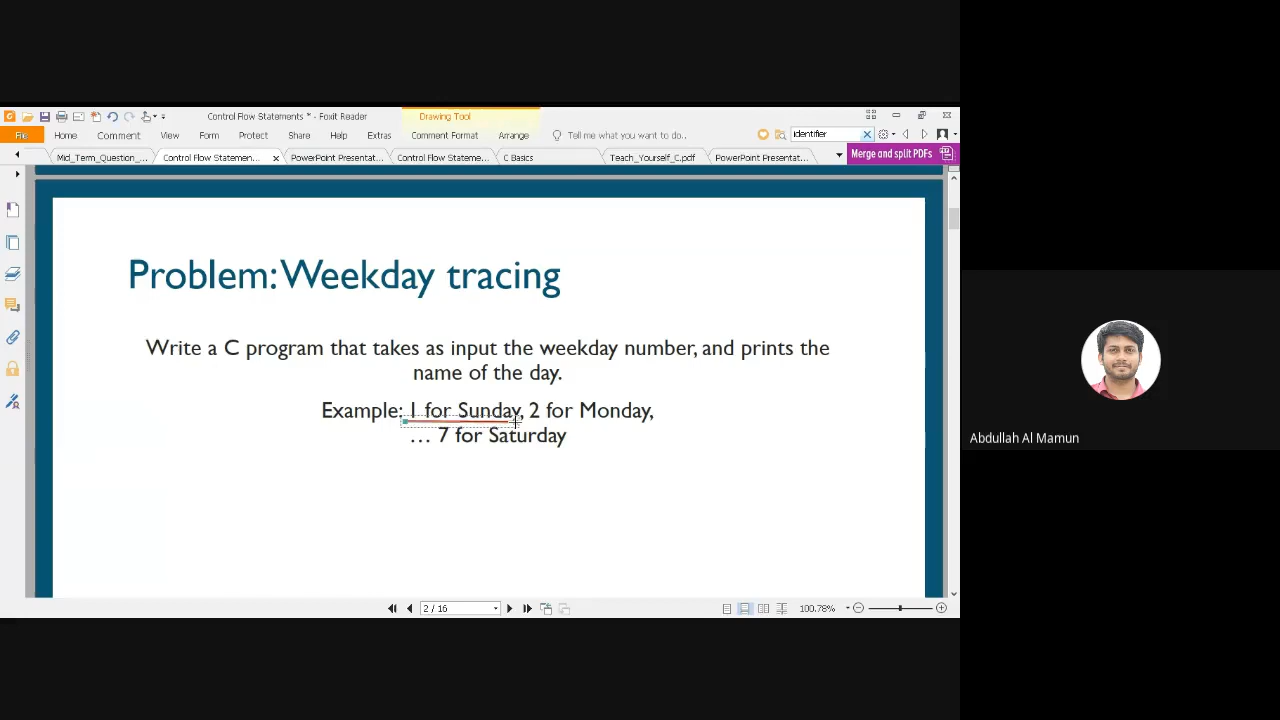 Control Flow Statements * - Foxit Reader
Drawing Tool
File
Home
Comment
View
Form
Protect
Share
Help
Extras
Comment Format
Arrange
Tell me what you want to do..
identifier
Mid_Term_Question_...
Control Flow Statemen...
PowerPoint Presentat...
Control Flow Stateme...
C Basics
Teach_Yourself_C.pdf
PowerPoint Presentat...
Merge and split PDFs
Problem: Weekday tracing
Write a C program that takes as input the weekday number, and prints the
name of the day.
Example: 1 for Sunday, 2 for Monday,
… 7 for Saturday
Abdullah Al Mamun
2 / 16
100.78%